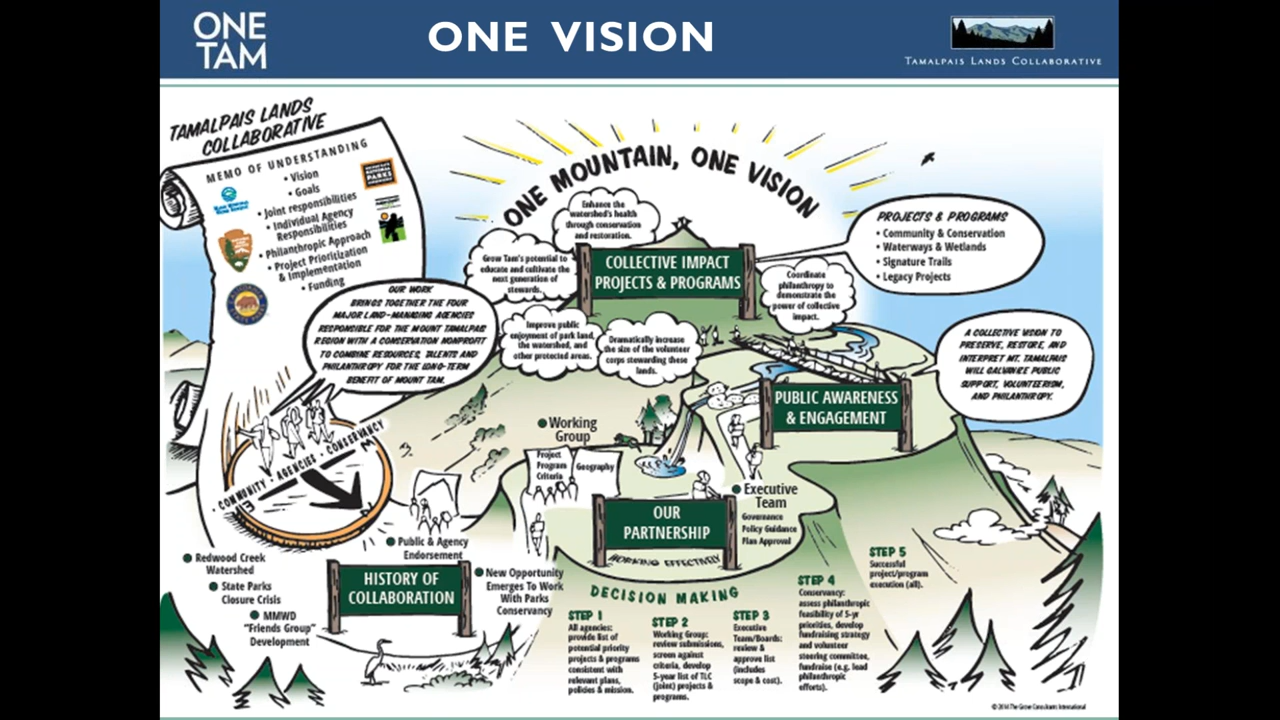 ONE
TAM
ONE VISION
TAMALPAIS LANDS COLLABORATIVE
TAMALPAIS LANDS
COLLABORATIVE
MEMO OF UNDERSTANDING
• Vision
• Goals
• Joint responsibilities
• Individual Agency
Responsibilities
• Philanthropic Approach
• Project Prioritization
& Implementation
• Funding
ONE MOUNTAIN, ONE VISION
Enhance the
watershed's health
through conservation
and restoration.
Grow Tam's potential to
educate and cultivate the
next generation of
stewards.
COLLECTIVE IMPACT
PROJECTS & PROGRAMS
Coordinate
philanthropy to
demonstrate the
power of collective
impact.
Improve public
enjoyment of park land,
the watershed, and
other protected areas.
Dramatically increase
the size of the volunteer
corps stewarding these
lands.
PROJECTS & PROGRAMS
• Community & Conservation
• Waterways & Wetlands
• Signature Trails
• Legacy Projects
OUR WORK
BRINGS TOGETHER THE FOUR
MAJOR LAND-MANAGING AGENCIES
RESPONSIBLE FOR THE MOUNT TAMALPAIS
REGION WITH A CONSERVATION NONPROFIT
TO COMBINE RESOURCES, TALENTS AND
PHILANTHROPY FOR THE LONG-TERM
BENEFIT OF MOUNT TAM.
A COLLECTIVE VISION TO
PRESERVE, RESTORE, AND
INTERPRET MT. TAMALPAIS
WILL GALVANIZE PUBLIC
SUPPORT, VOLUNTEERISM,
AND PHILANTHROPY.
PUBLIC AWARENESS
& ENGAGEMENT
COMMUNITY · AGENCIES · CONSERVANCY
Working
Group
Project
Program
Criteria
Geography
OUR
PARTNERSHIP
WORKING EFFECTIVELY
Executive
Team
Governance
Policy Guidance
Plan Approval
Public & Agency
Endorsement
Redwood Creek
Watershed
State Parks
Closure Crisis
MMWD
"Friends Group"
Development
HISTORY OF
COLLABORATION
New Opportunity
Emerges To Work
With Parks
Conservancy
DECISION MAKING
STEP 1
All agencies:
provide list of
potential priority
projects & programs
consistent with
relevant plans,
policies & mission.
STEP 2
Working Group:
review submissions,
screen against
criteria, develop
5-year list of TLC
(joint) projects &
programs.
STEP 3
Executive
Team/Boards:
review &
approve list
(includes
scope & cost).
STEP 4
Conservancy:
assess philanthropic
feasibility of 5-yr
priorities, develop
fundraising strategy
and volunteer
steering committee,
fundraise (e.g. lead
philanthropic
efforts).
STEP 5
Successful
project/program
execution (all).
© 2014 The Grove Consultants International